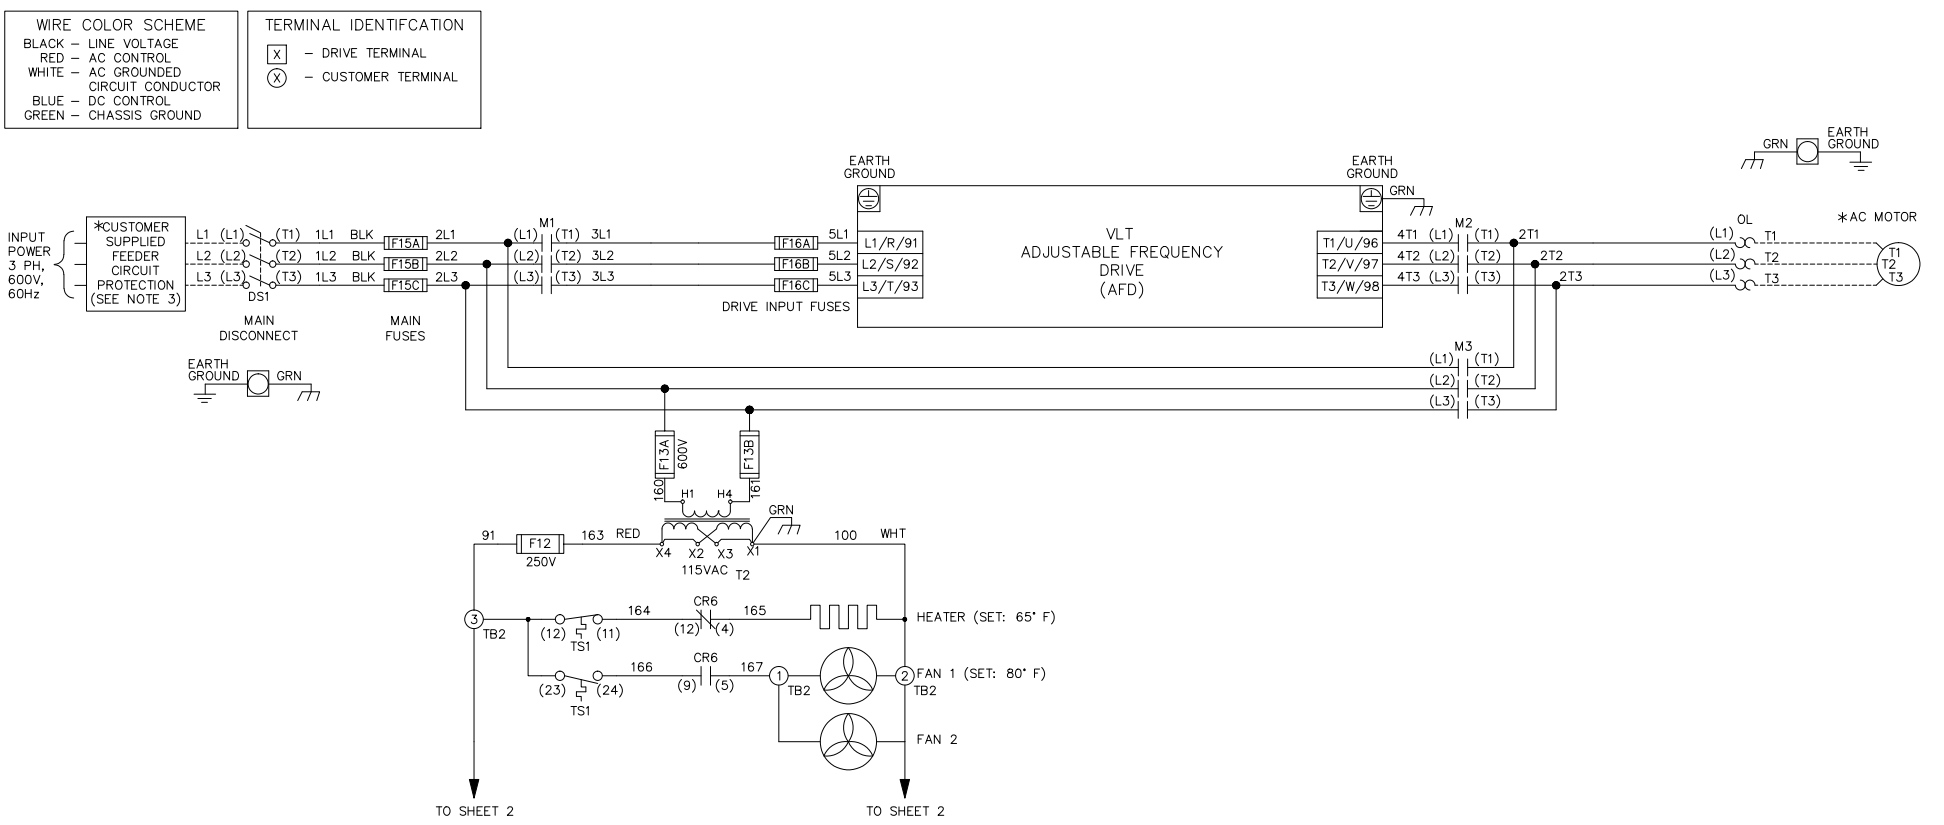 WIRE COLOR SCHEME
BLACK – LINE VOLTAGE
RED – AC CONTROL
WHITE – AC GROUNDED
CIRCUIT CONDUCTOR
BLUE – DC CONTROL
GREEN – CHASSIS GROUND
TERMINAL IDENTIFCATION
X – DRIVE TERMINAL
X – CUSTOMER TERMINAL
INPUT
POWER
3 PH,
600V,
60Hz
*CUSTOMER
SUPPLIED
FEEDER
CIRCUIT
PROTECTION
(SEE NOTE 3)
L1 (L1) (T1) 1L1 BLK F15A 2L1 (L1) M1 (T1) 3L1 F16A 5L1 L1/R/91
L2 (L2) (T2) 1L2 BLK F15B 2L2 (L2) (T2) 3L2 F16B 5L2 L2/S/92
L3 (L3) (T3) 1L3 BLK F15C 2L3 (L3) (T3) 3L3 F16C 5L3 L3/T/93
DS1
MAIN
DISCONNECT
MAIN
FUSES
DRIVE INPUT FUSES
EARTH
GROUND
GRN
EARTH
GROUND
VLT
ADJUSTABLE FREQUENCY
DRIVE
(AFD)
EARTH
GROUND
GRN
T1/U/96 4T1 (L1) M2 (T1) 2T1 (L1) OL T1
T2/V/97 4T2 (L2) (T2) 2T2 (L2) T2
T3/W/98 4T3 (L3) (T3) 2T3 (L3) T3
GRN
EARTH
GROUND
*AC MOTOR
T1
T2
T3
M3
(L1) (T1)
(L2) (T2)
(L3) (T3)
F13A
600V
F13B
160
161
H1 H4
GRN
91 F12 163 RED
250V
X4 X2 X3 X1
100 WHT
115VAC T2
3
TB2
(12) (11)
TS1
164
CR6
(12) (4)
165
HEATER (SET: 65° F)
(23) (24)
TS1
166
CR6
(9) (5)
167
1
TB2
2
TB2
FAN 1 (SET: 80° F)
FAN 2
TO SHEET 2
TO SHEET 2